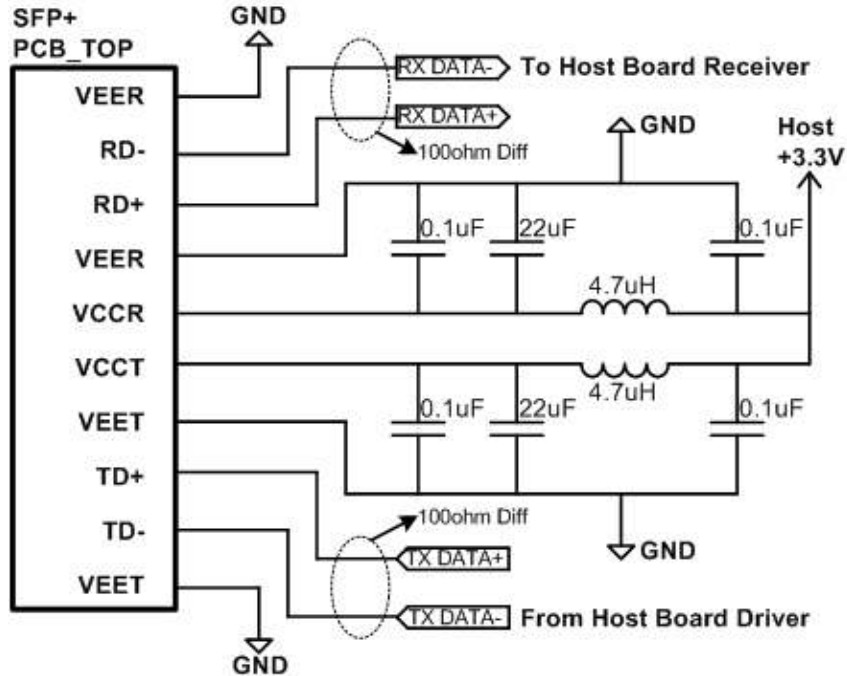 SFP+
PCB_TOP
GND
VEER
RX DATA- To Host Board Receiver
RD-
RX DATA+
100ohm Diff
GND
Host
+3.3V
RD+
0.1uF 22uF 0.1uF
VEER
4.7uH
VCCR
VCCT
4.7uH
0.1uF 22uF 0.1uF
VEET
TD+
100ohm Diff
TD-
TX DATA+
GND
VEET
TX DATA- From Host Board Driver
GND